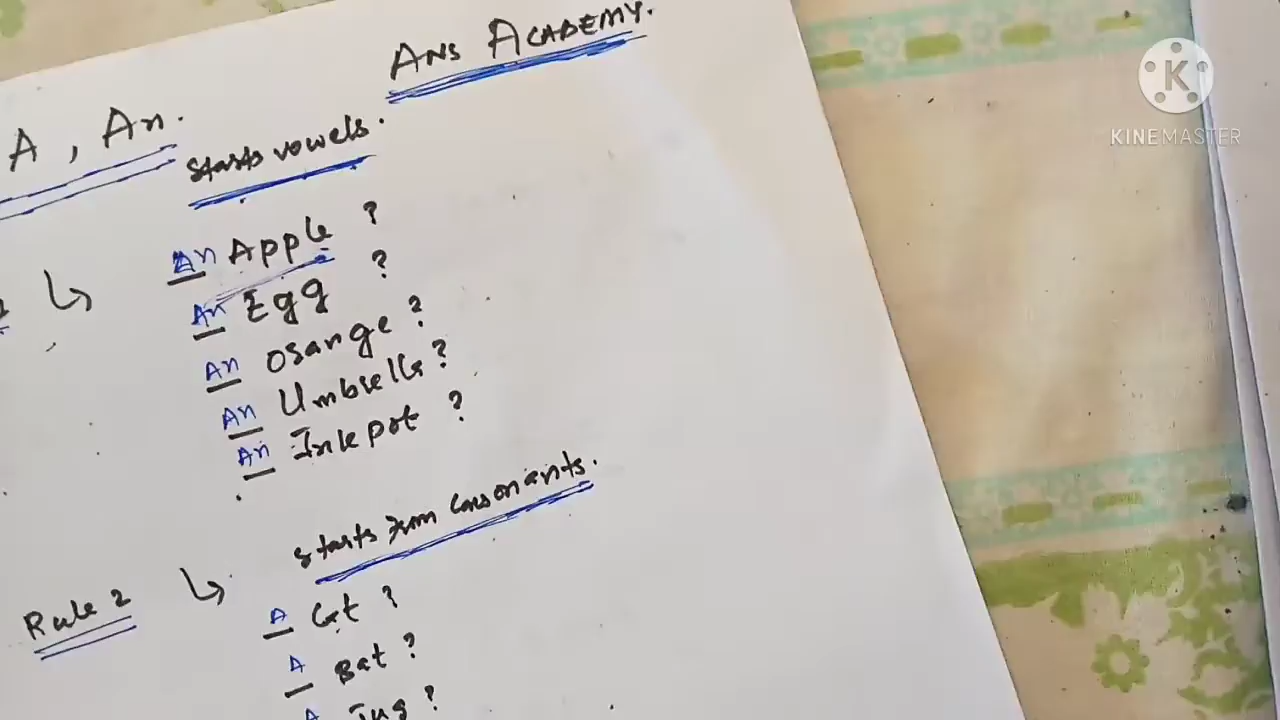 Ans Academy.
A, An.
Starts vowels.
An Apple ?
An Egg ?
An Orange ?
An Umbrella ?
An Inkpot ?
Starts from consonants.
Rule 2
A Cat ?
A Bat ?
A Jug ?
K
KINEMASTER